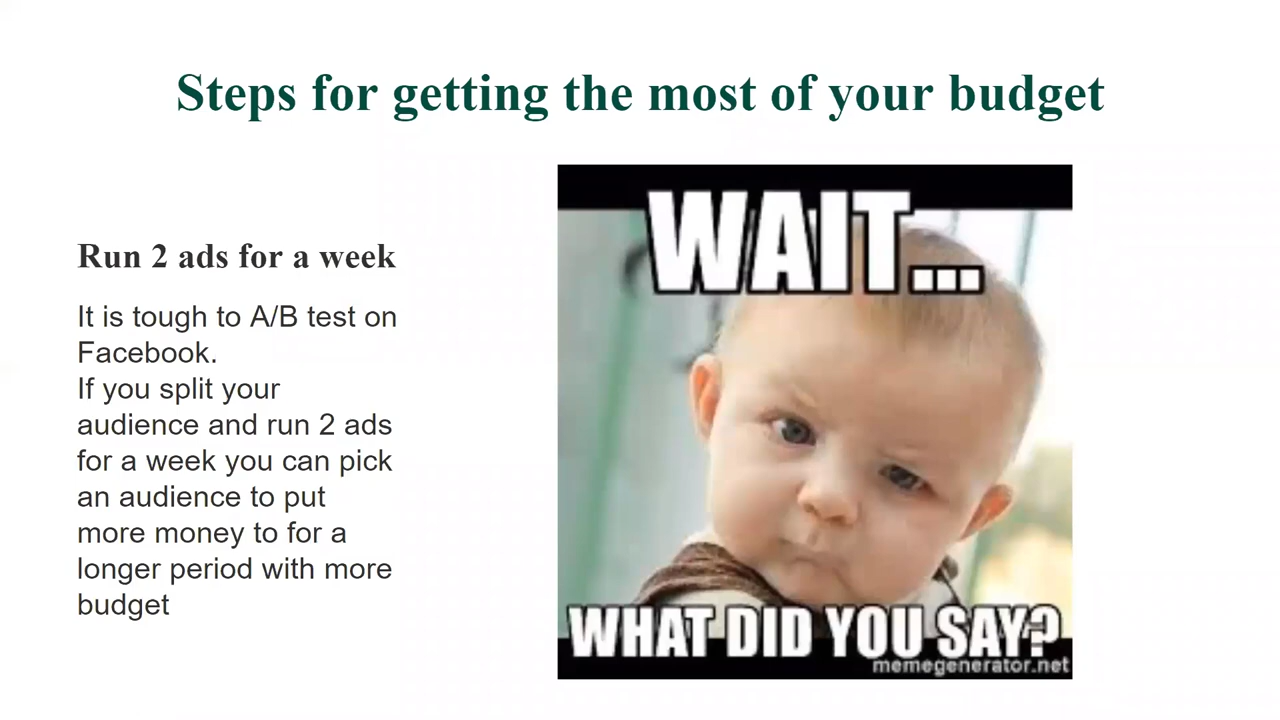 Steps for getting the most of your budget
Run 2 ads for a week
It is tough to A/B test on
Facebook.
If you split your
audience and run 2 ads
for a week you can pick
an audience to put
more money to for a
longer period with more
budget
WAIT...
WHAT DID YOU SAY?
memegenerator.net